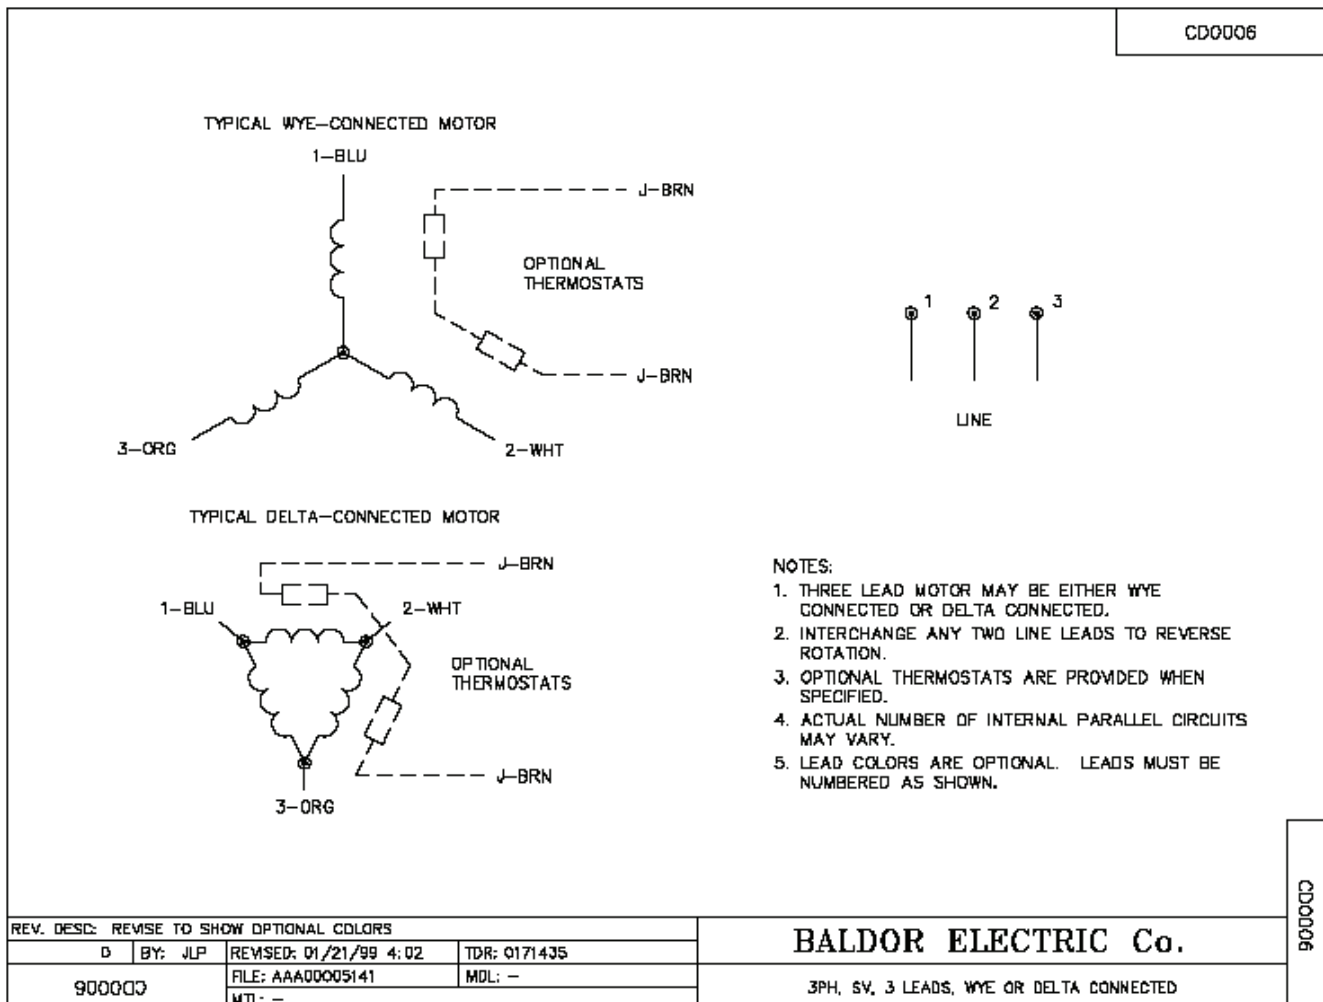 CD0006
TYPICAL WYE-CONNECTED MOTOR
1-BLU
J-BRN
OPTIONAL
THERMOSTATS
J-BRN
3-ORG
2-WHT
1
2
3
LINE
TYPICAL DELTA-CONNECTED MOTOR
J-BRN
1-BLU
2-WHT
OPTIONAL
THERMOSTATS
J-BRN
3-ORG
NOTES:
1. THREE LEAD MOTOR MAY BE EITHER WYE
CONNECTED OR DELTA CONNECTED.
2. INTERCHANGE ANY TWO LINE LEADS TO REVERSE
ROTATION.
3. OPTIONAL THERMOSTATS ARE PROVIDED WHEN
SPECIFIED.
4. ACTUAL NUMBER OF INTERNAL PARALLEL CIRCUITS
MAY VARY.
5. LEAD COLORS ARE OPTIONAL. LEADS MUST BE
NUMBERED AS SHOWN.
CD0006
REV. DESC: REVISE TO SHOW OPTIONAL COLORS
D BY: JLP REVISED: 01/21/99 4:02 TDR: 0171435
CD0006 FILE: AAA00005141 MDL: -
MTL: -
BALDOR ELECTRIC Co.
3PH, SV, 3 LEADS, WYE OR DELTA CONNECTED